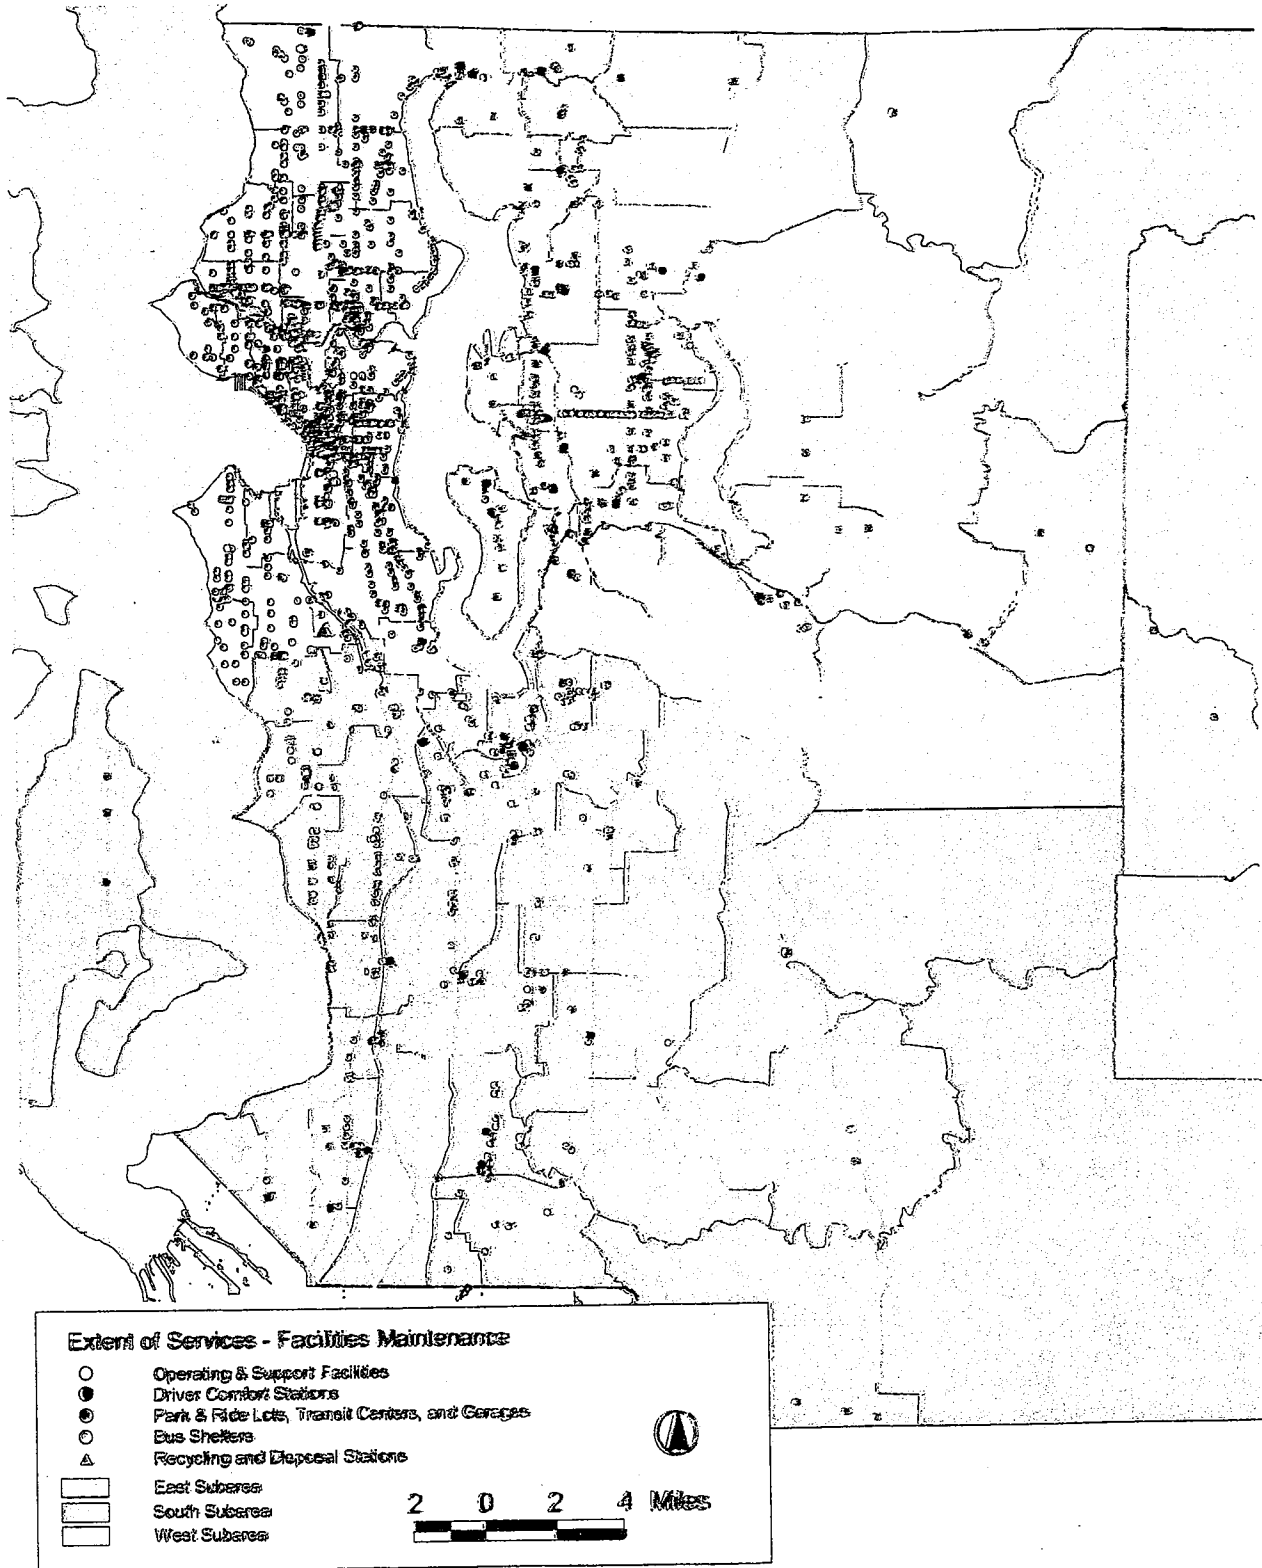 Extent of Services - Facilities Maintenance
Operating & Support Facilities
Driver Comfort Stations
Park & Ride Lots, Transit Centers, and Garages
Bus Shelters
Recycling and Disposal Stations
East Subarea
South Subarea
West Subarea
2 0 2 4 Miles